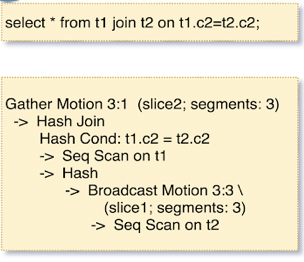 select * from t1 join t2 on t1.c2=t2.c2;
Gather Motion 3:1 (slice2; segments: 3)
-> Hash Join
Hash Cond: t1.c2 = t2.c2
-> Seq Scan on t1
-> Hash
-> Broadcast Motion 3:3 \
(slice1; segments: 3)
-> Seq Scan on t2